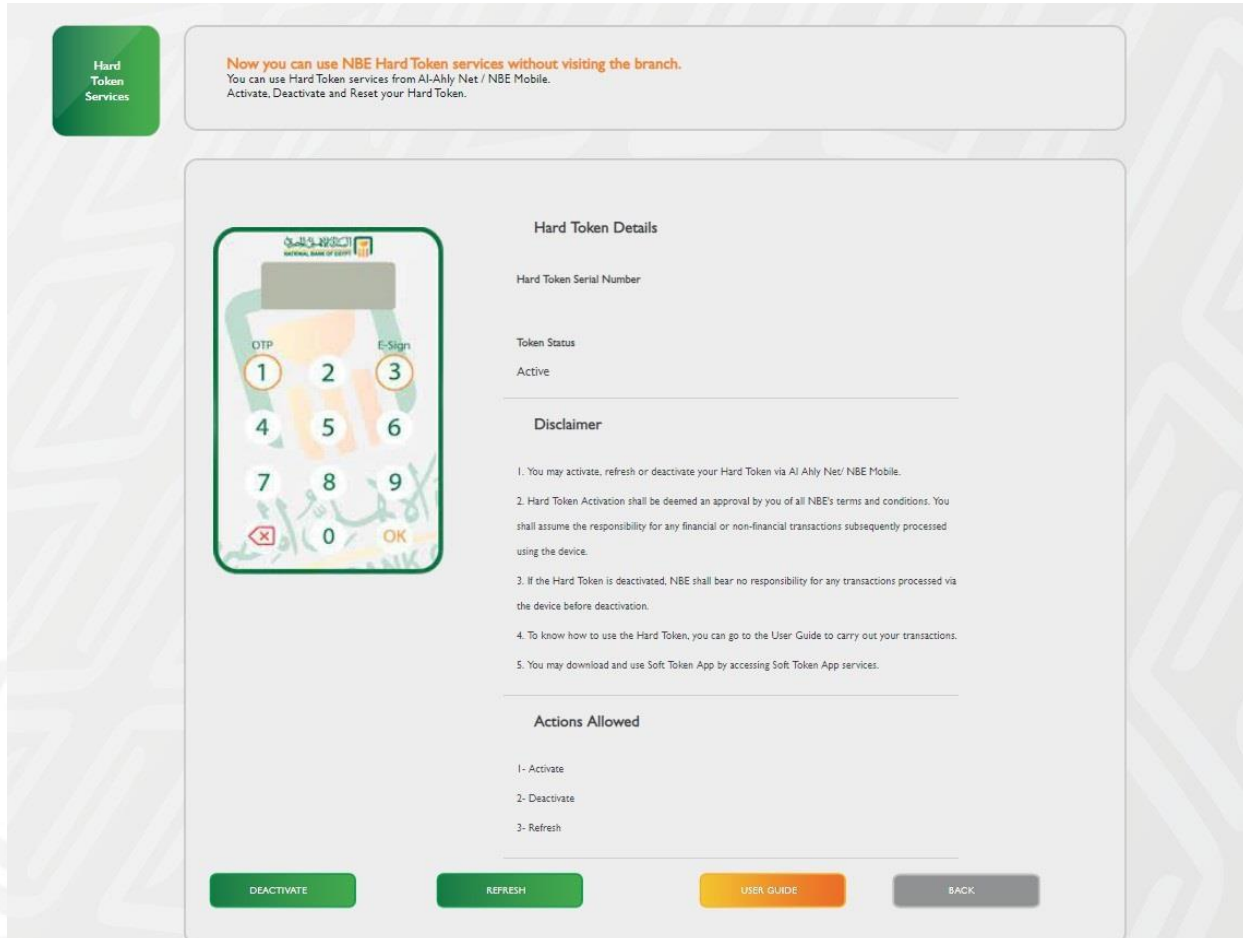 Hard
Token
Services
Now you can use NBE Hard Token services without visiting the branch.
You can use Hard Token services from Al-Ahly Net / NBE Mobile.
Activate, Deactivate and Reset your Hard Token.
البنك الأهلي المصري
NATIONAL BANK OF EGYPT
OTP
E-Sign
1 2 3
4 5 6
7 8 9
0 OK
Hard Token Details
Hard Token Serial Number
Token Status
Active
Disclaimer
1. You may activate, refresh or deactivate your Hard Token via Al Ahly Net/ NBE Mobile.
2. Hard Token Activation shall be deemed an approval by you of all NBE's terms and conditions. You
shall assume the responsibility for any financial or non-financial transactions subsequently processed
using the device.
3. If the Hard Token is deactivated, NBE shall bear no responsibility for any transactions processed via
the device before deactivation.
4. To know how to use the Hard Token, you can go to the User Guide to carry out your transactions.
5. You may download and use Soft Token App by accessing Soft Token App services.
Actions Allowed
1- Activate
2- Deactivate
3- Refresh
DEACTIVATE
REFRESH
USER GUIDE
BACK